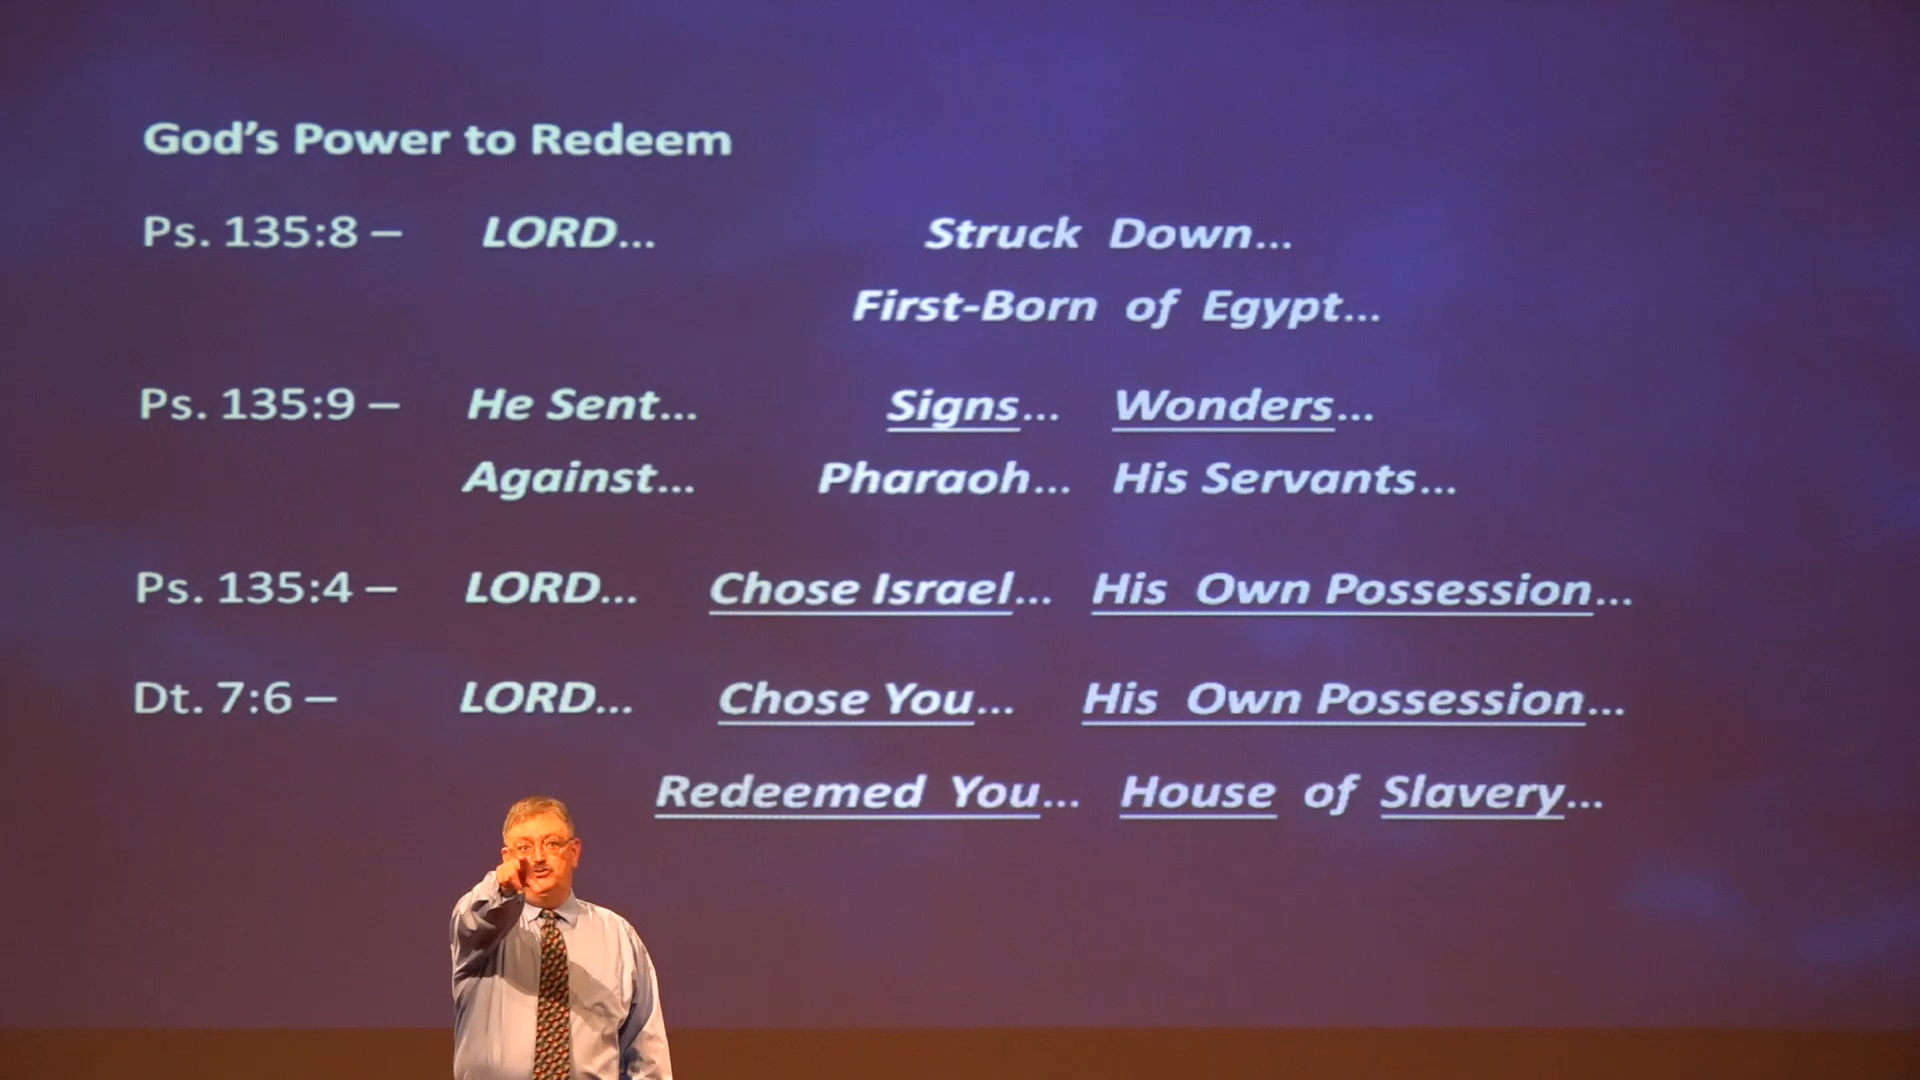 God's Power to Redeem
Ps. 135:8 – LORD... Struck Down...
First-Born of Egypt...
Ps. 135:9 – He Sent... Signs... Wonders...
Against... Pharaoh... His Servants...
Ps. 135:4 – LORD... Chose Israel... His Own Possession...
Dt. 7:6 – LORD... Chose You... His Own Possession...
Redeemed You... House of Slavery...